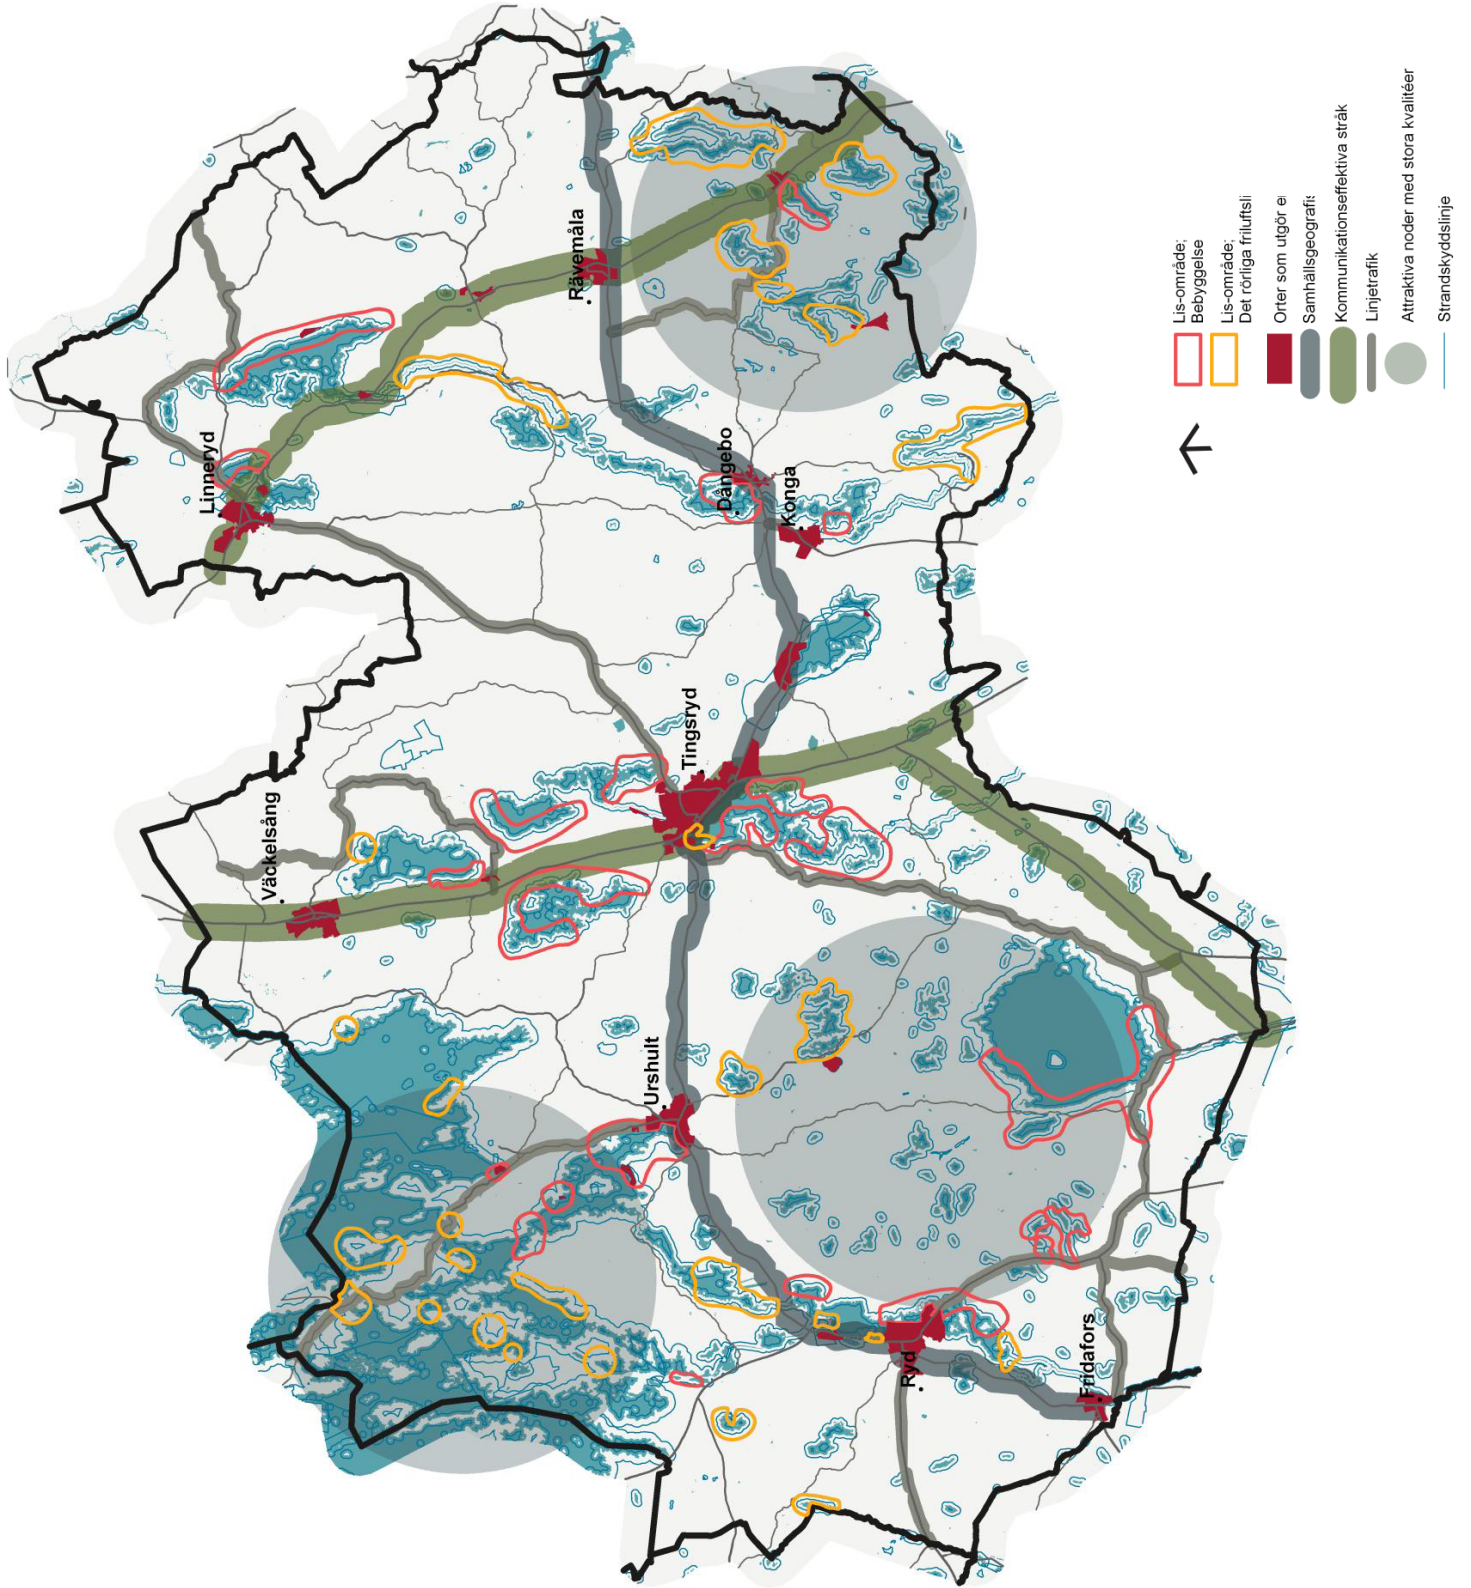 Linneryd
Rävemåla
Dångebo
Konga
Tingsryd
Väckelsång
Urshult
Ryd
Fridafors
Lis-område;
Bebyggelse
Lis-område;
Det rörliga friluftsli
Orter som utgör e
Samhällsgeografi
Kommunikationseffektiva stråk
Linjetrafik
Attraktiva noder med stora kvalitéer
Strandskyddslinje